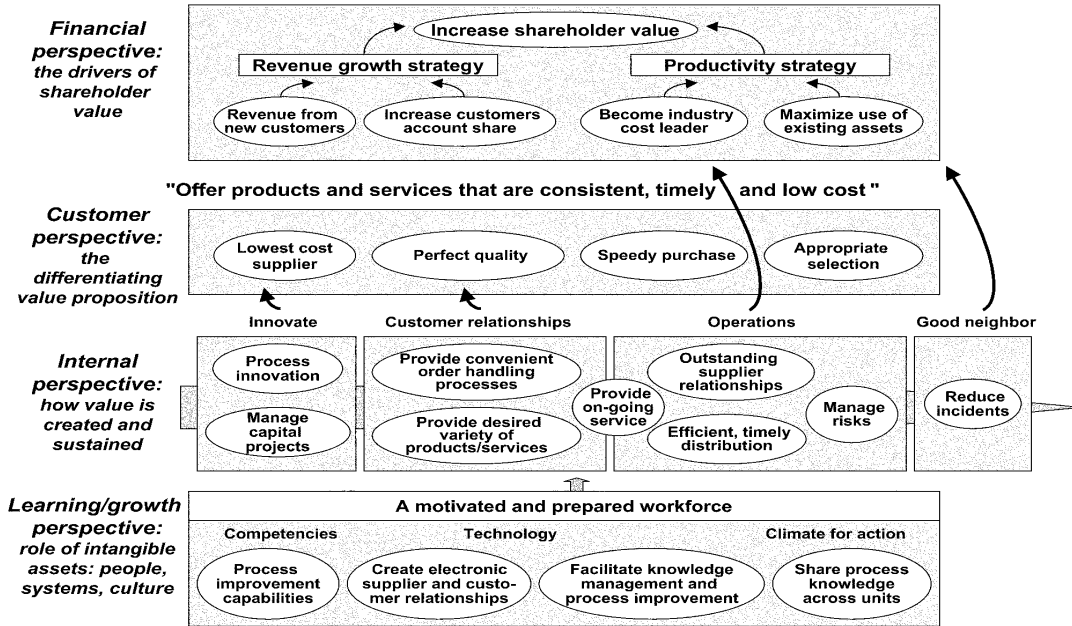 Financial
perspective:
the drivers of
shareholder
value
Increase shareholder value
Revenue growth strategy
Productivity strategy
Revenue from
new customers
Increase customers
account share
Become industry
cost leader
Maximize use of
existing assets
"Offer products and services that are consistent, timely and low cost"
Customer
perspective:
the
differentiating
value proposition
Lowest cost
supplier
Perfect quality
Speedy purchase
Appropriate
selection
Innovate
Customer relationships
Operations
Good neighbor
Internal
perspective:
how value is
created and
sustained
Process
innovation
Manage
capital
projects
Provide convenient
order handling
processes
Provide desired
variety of
products/services
Provide
on-going
service
Outstanding
supplier
relationships
Efficient, timely
distribution
Manage
risks
Reduce
incidents
Learning/growth
perspective:
role of intangible
assets: people,
systems, culture
A motivated and prepared workforce
Competencies
Technology
Climate for action
Process
improvement
capabilities
Create electronic
supplier and custo-
mer relationships
Facilitate knowledge
management and
process improvement
Share process
knowledge
across units